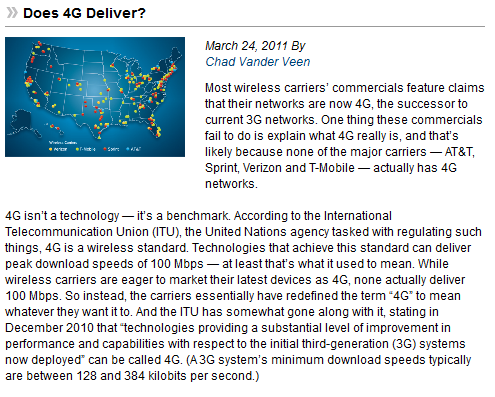 Does 4G Deliver?
March 24, 2011 By
Chad Vander Veen
Most wireless carriers' commercials feature claims
that their networks are now 4G, the successor to
current 3G networks. One thing these commercials
fail to do is explain what 4G really is, and that's
likely because none of the major carriers — AT&T,
Sprint, Verizon and T-Mobile — actually has 4G
networks.
Wireless Carriers
Verizon T-Mobile Sprint AT&T
4G isn't a technology — it's a benchmark. According to the International
Telecommunication Union (ITU), the United Nations agency tasked with regulating such
things, 4G is a wireless standard. Technologies that achieve this standard can deliver
peak download speeds of 100 Mbps — at least that's what it used to mean. While
wireless carriers are eager to market their latest devices as 4G, none actually deliver
100 Mbps. So instead, the carriers essentially have redefined the term “4G” to mean
whatever they want it to. And the ITU has somewhat gone along with it, stating in
December 2010 that “technologies providing a substantial level of improvement in
performance and capabilities with respect to the initial third-generation (3G) systems
now deployed” can be called 4G. (A 3G system's minimum download speeds typically
are between 128 and 384 kilobits per second.)